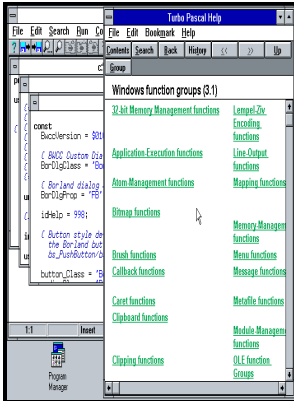 Turbo Pascal Help
File Edit Search Run Co
File Edit Bookmark Help
Contents Search Back History << >> Up
Group
Windows function groups (3.1)
32-bit Memory Management functions
Lempel-Ziv Encoding functions
Application-Execution functions
Line-Output functions
Atom-Management functions
Mapping functions
Bitmap functions
Memory-Managem functions
Brush functions
Menu functions
Callback functions
Message functions
Caret functions
Metafile functions
Clipboard functions
Module-Managem functions
Clipping functions
OLE function Groups
const
BwccVersion = $010
{ BWCC Custom Dia
BorDlgClass = 'Bo
{ Borland dialog
BorDlgProp = 'FB'
idHelp = 998;
{ Button style de
the Borland but
bs_PushButton/b
button_Class = 'B
1:1 Insert
Program
Manager